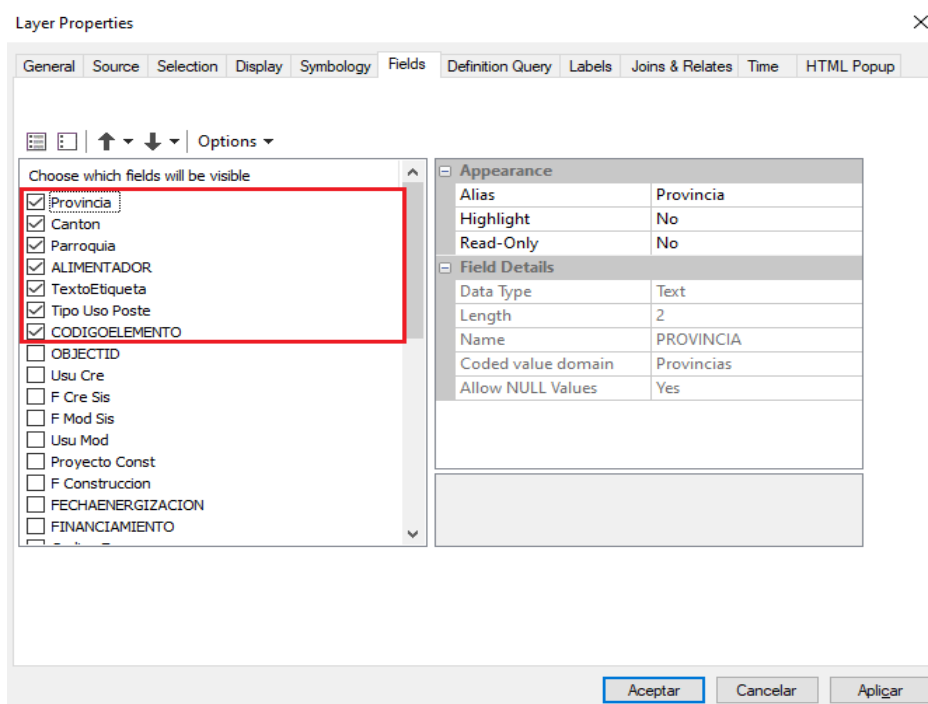 Layer Properties
General Source Selection Display Symbology Fields Definition Query Labels Joins & Relates Time HTML Popup
Options
Choose which fields will be visible
Provincia
Canton
Parroquia
ALIMENTADOR
TextoEtiqueta
Tipo Uso Poste
CODIGOELEMENTO
OBJECTID
Usu Cre
F Cre Sis
F Mod Sis
Usu Mod
Proyecto Const
F Construccion
FECHAENERGIZACION
FINANCIAMIENTO
Appearance
Alias Provincia
Highlight No
Read-Only No
Field Details
Data Type Text
Length 2
Name PROVINCIA
Coded value domain Provincias
Allow NULL Values Yes
Aceptar Cancelar Aplicar